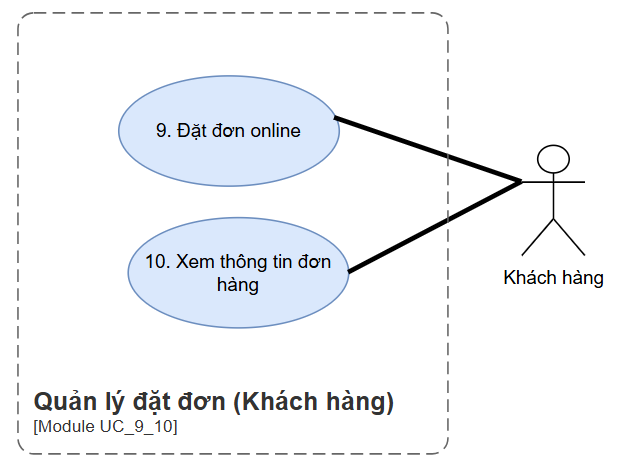 9. Đặt đơn online
10. Xem thông tin đơn
hàng
Khách hàng
Quản lý đặt đơn (Khách hàng)
[Module UC_9_10]